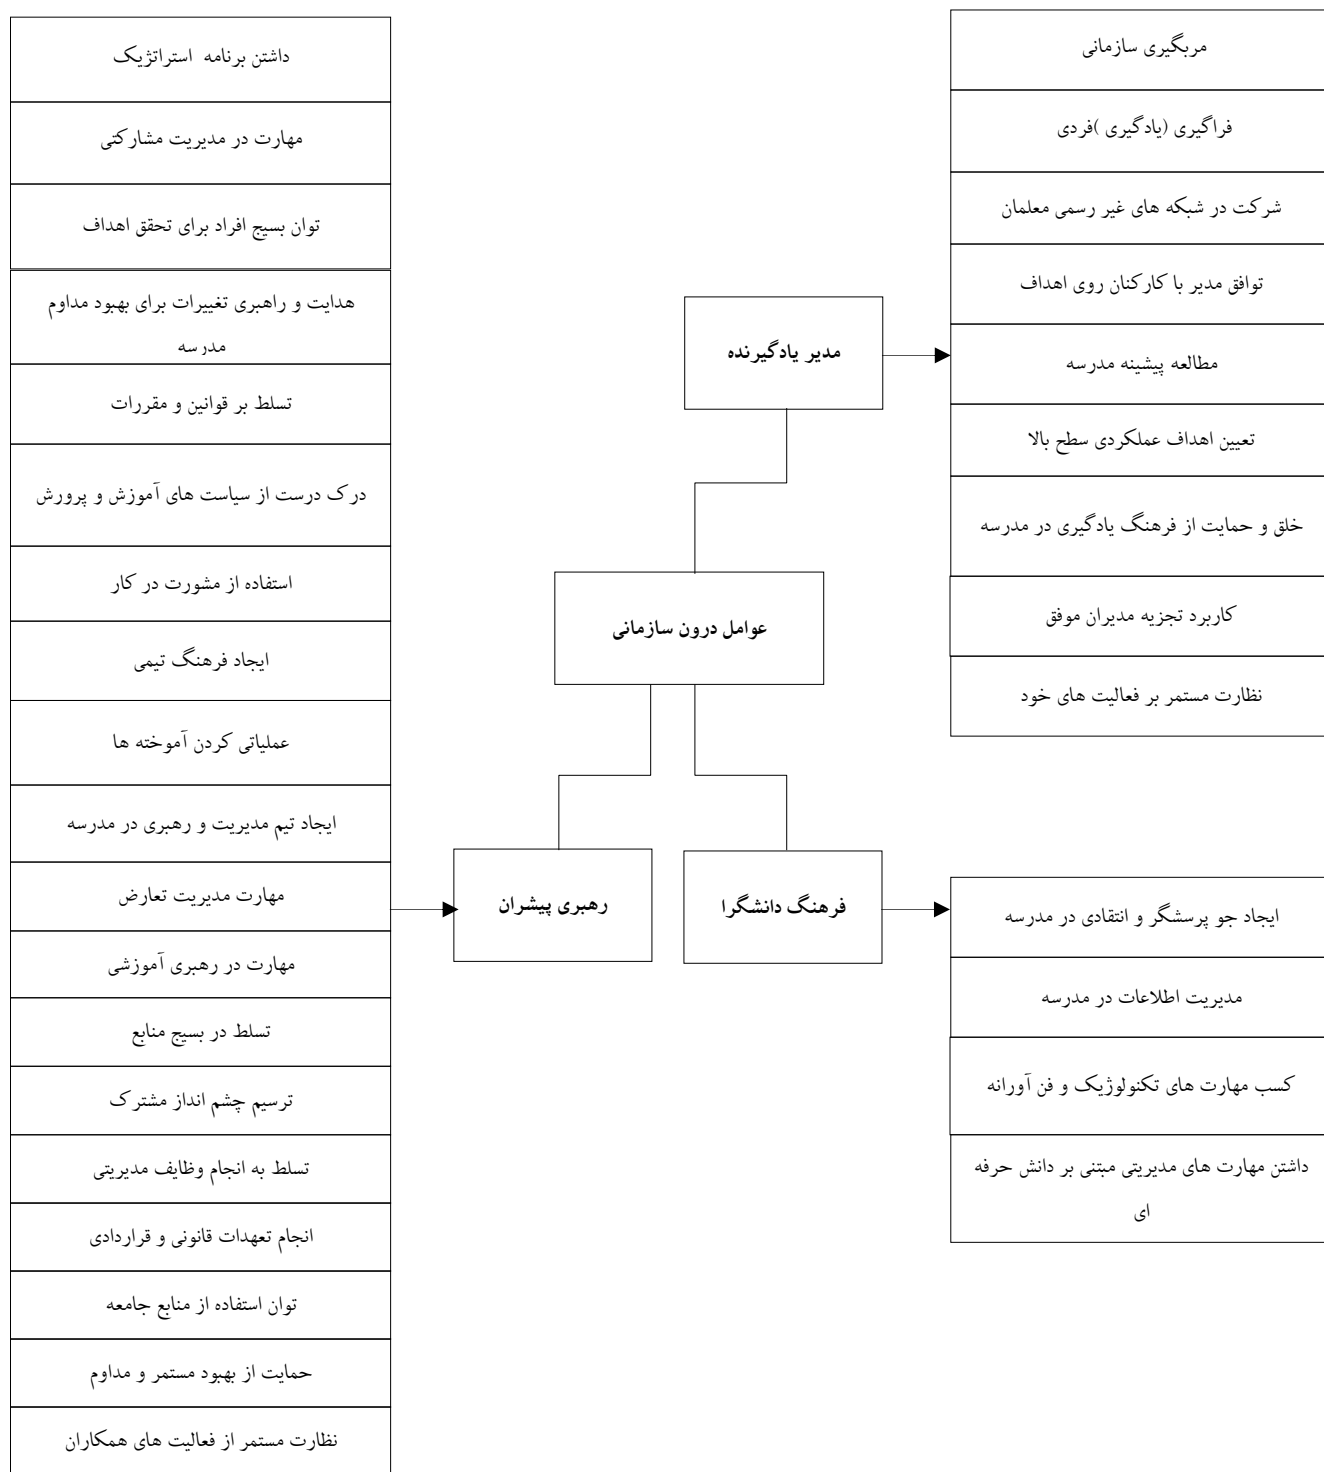 مربگیری سازمانی
فراگیری (یادگیری )فردی
شرکت در شبکه های غیر رسمی معلمان
توافق مدیر با کارکنان روی اهداف
مطالعه پیشینه مدرسه
تعیین اهداف عملکردی سطح بالا
خلق و حمایت از فرهنگ یادگیری در مدرسه
کاربرد تجزیه مدیران موفق
نظارت مستمر بر فعالیت های خود
مدیر یادگیرنده
عوامل درون سازمانی
فرهنگ دانشگرا
رهبری پیشران
ایجاد جو پرسشگر و انتقادی در مدرسه
مدیریت اطلاعات در مدرسه
کسب مهارت های تکنولوژیک و فن آورانه
داشتن مهارت های مدیریتی مبتنی بر دانش حرفه
ای
داشتن برنامه استراتژیک
مهارت در مدیریت مشارکتی
توان بسیج افراد برای تحقق اهداف
هدایت و راهبری تغییرات برای بهبود مداوم
مدرسه
تسلط بر قوانین و مقررات
درک درست از سیاست های آموزش و پرورش
استفاده از مشورت در کار
ایجاد فرهنگ تیمی
عملیاتی کردن آموخته ها
ایجاد تیم مدیریت و رهبری در مدرسه
مهارت مدیریت تعارض
مهارت در رهبری آموزشی
تسلط در بسیج منابع
ترسیم چشم انداز مشترک
تسلط به انجام وظایف مدیریتی
انجام تعهدات قانونی و قراردادی
توان استفاده از منابع جامعه
حمایت از بهبود مستمر و مداوم
نظارت مستمر از فعالیت های همکاران